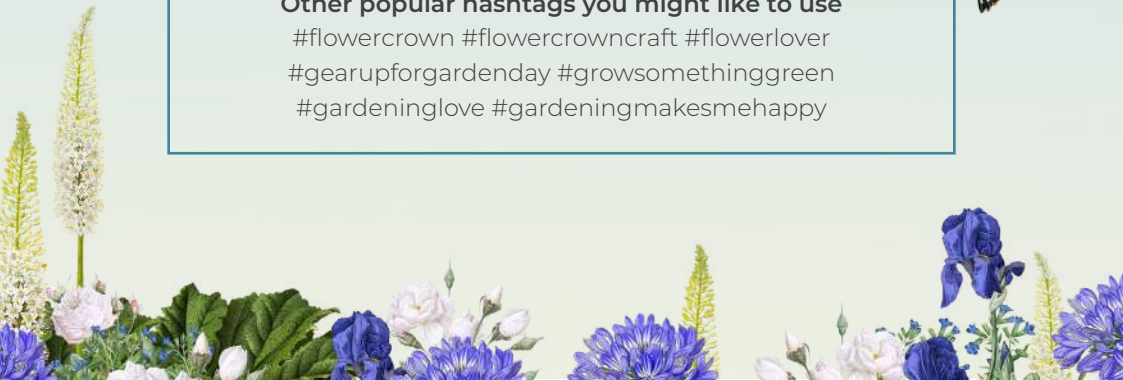 Other popular hashtags you might like to use
#flowercrown #flowercrowncraft #flowerlover
#gearupforgardenday #growsomethinggreen
#gardeninglove #gardeningmakesmehappy